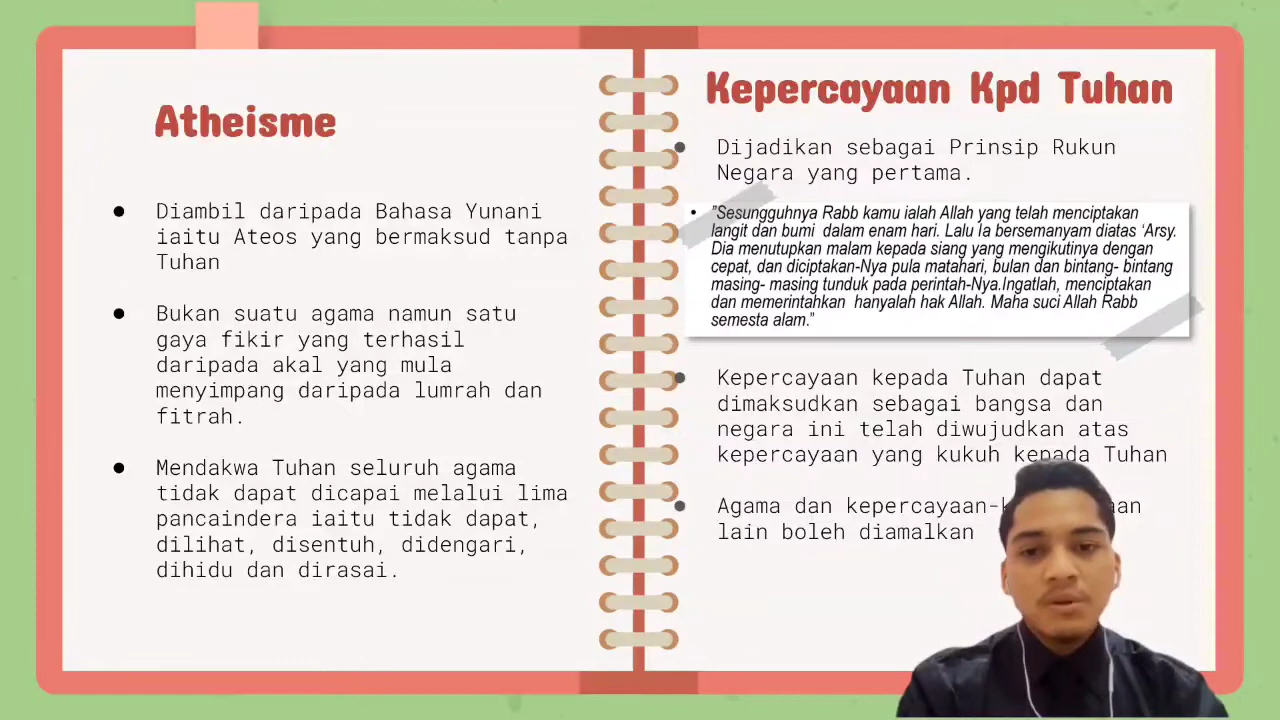 Atheisme
Diambil daripada Bahasa Yunani
iaitu Ateos yang bermaksud tanpa
Tuhan
Bukan suatu agama namun satu
gaya fikir yang terhasil
daripada akal yang mula
menyimpang daripada lumrah dan
fitrah.
Mendakwa Tuhan seluruh agama
tidak dapat dicapai melalui lima
pancaindera iaitu tidak dapat,
dilihat, disentuh, didengari,
dihidu dan dirasai.
Kepercayaan Kpd Tuhan
Dijadikan sebagai Prinsip Rukun
Negara yang pertama.
"Sesungguhnya Rabb kamu ialah Allah yang telah menciptakan
langit dan bumi dalam enam hari. Lalu Ia bersemanyam diatas ‘Arsy.
Dia menutupkan malam kepada siang yang mengikutinya dengan
cepat, dan diciptakan-Nya pula matahari, bulan dan bintang- bintang
masing- masing tunduk pada perintah-Nya.Ingatlah, menciptakan
dan memerintahkan hanyalah hak Allah. Maha suci Allah Rabb
semesta alam."
Kepercayaan kepada Tuhan dapat
dimaksudkan sebagai bangsa dan
negara ini telah diwujudkan atas
kepercayaan yang kukuh kepada Tuhan
Agama dan
lain boleh diamalkan